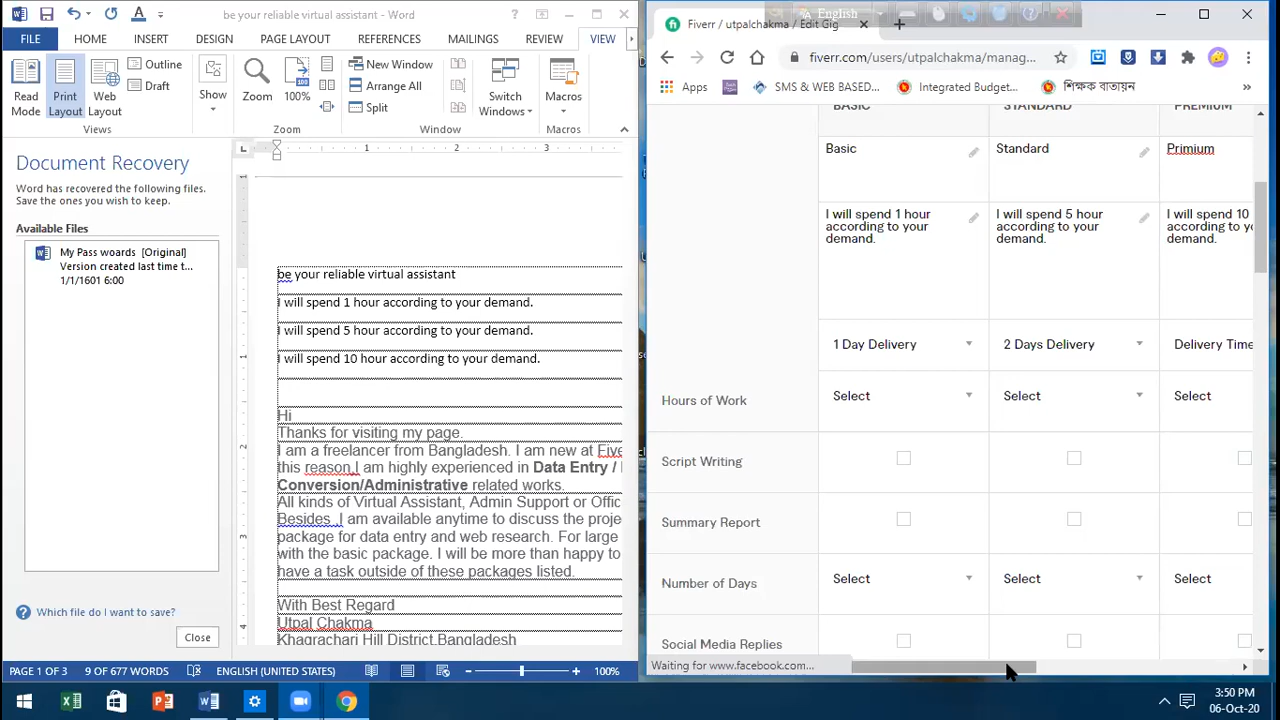 be your reliable virtual assistant - Word
FILE
HOME
INSERT
DESIGN
PAGE LAYOUT
REFERENCES
MAILINGS
REVIEW
VIEW
Read Mode
Print Layout
Web Layout
Outline
Draft
Views
Show
Zoom
100%
Zoom
New Window
Arrange All
Split
Window
Switch Windows
Macros
Macros
Document Recovery
Word has recovered the following files.
Save the ones you wish to keep.
Available Files
My Pass woards [Original]
Version created last time t...
1/1/1601 6:00
Which file do I want to save?
Close
1 2 3
be your reliable virtual assistant
I will spend 1 hour according to your demand.
I will spend 5 hour according to your demand.
I will spend 10 hour according to your demand.
Hi
Thanks for visiting my page.
I am a freelancer from Bangladesh. I am new at Five
this reason,I am highly experienced in Data Entry /
Conversion/Administrative related works.
All kinds of Virtual Assistant, Admin Support or Offic
Besides ,I am available anytime to discuss the proje
package for data entry and web research. For large
with the basic package. I will be more than happy to
have a task outside of these packages listed.
With Best Regard
Utpal Chakma
Khagrachari Hill District,Bangladesh
PAGE 1 OF 3
9 OF 677 WORDS
ENGLISH (UNITED STATES)
100%
English
Fiverr / utpalchakma / Edit Gig
fiverr.com/users/utpalchakma/manag...
Apps
SMS & WEB BASED...
Integrated Budget...
শিক্ষক বাতায়ন
»
BASIC STANDARD PREMIUM
Basic Standard Primium
I will spend 1 hour according to your demand.
I will spend 5 hour according to your demand.
I will spend 10 according to yo demand.
1 Day Delivery 2 Days Delivery Delivery Time
Hours of Work Select Select Select
Script Writing
Summary Report
Number of Days Select Select Select
Social Media Replies
Waiting for www.facebook.com...
3:50 PM
06-Oct-20